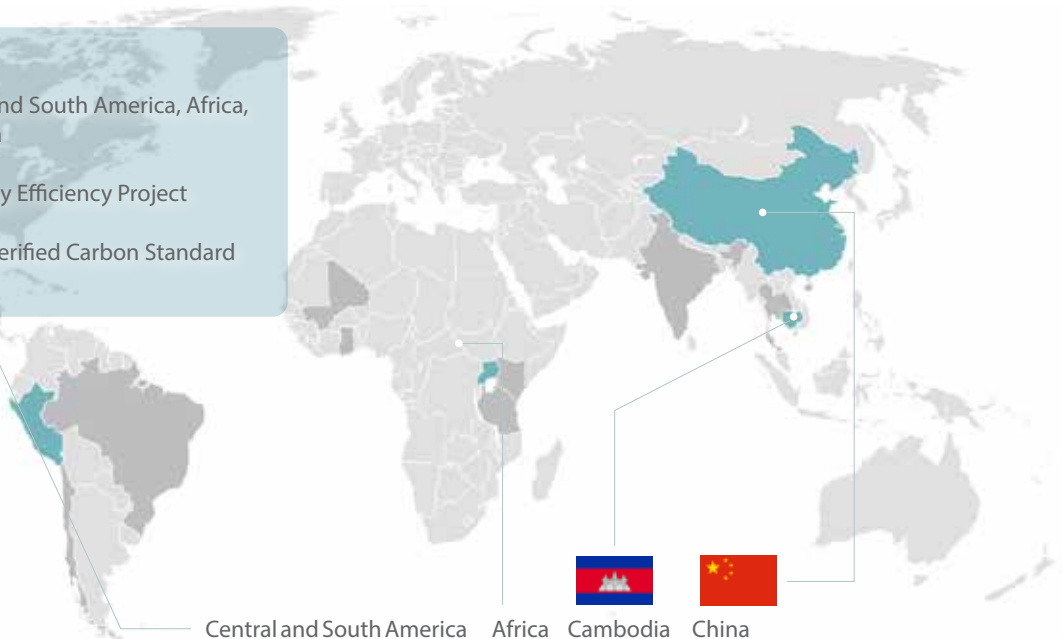 nd South America, Africa,
y Efficiency Project
erified Carbon Standard
Central and South America Africa Cambodia China